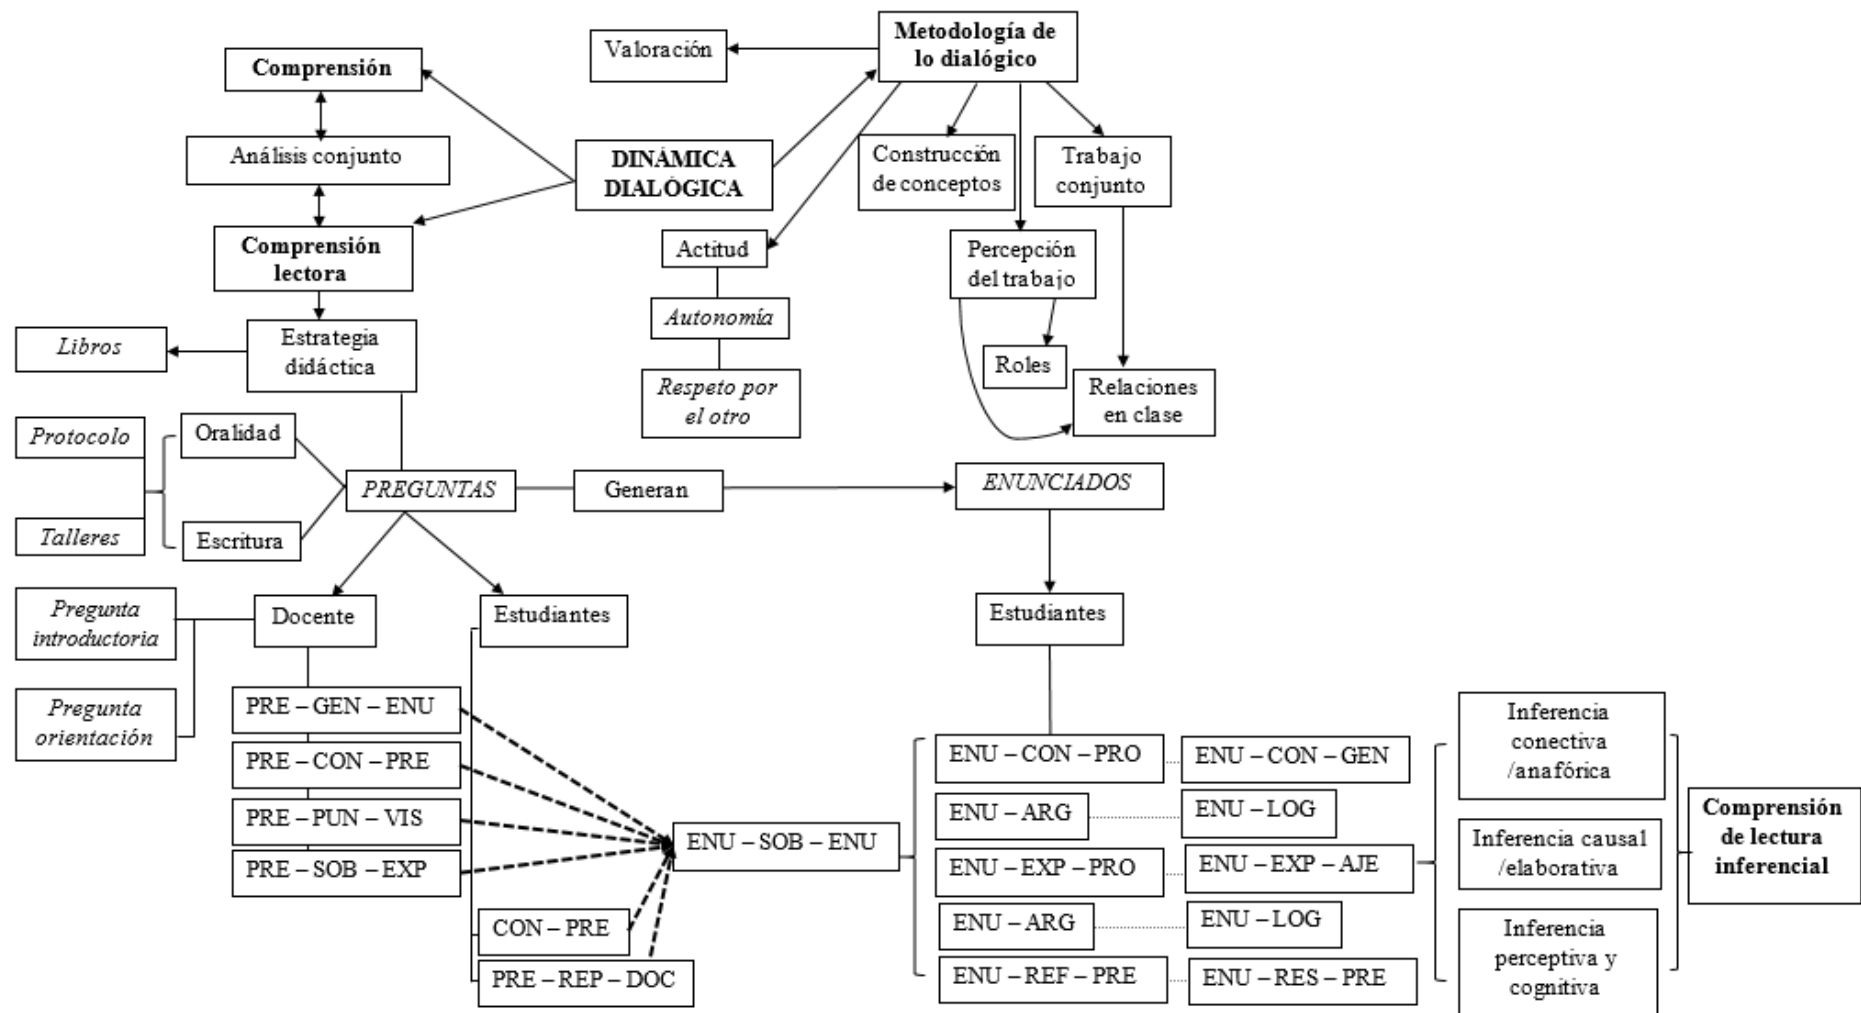 Metodología de
lo dialógico
Valoración
Comprensión
Análisis conjunto
DINÁMICA
DIALÓGICA
Construcción
de conceptos
Trabajo
conjunto
Comprensión
lectora
Actitud
Percepción
del trabajo
Autonomía
Libros
Estrategia
didáctica
Roles
Respeto por
el otro
Relaciones
en clase
Protocolo
Oralidad
PREGUNTAS
Generan
ENUNCIADOS
Talleres
Escritura
Pregunta
introductoria
Docente
Estudiantes
Estudiantes
Pregunta
orientación
PRE – GEN – ENU
PRE – CON – PRE
PRE – PUN – VIS
PRE – SOB – EXP
CON – PRE
PRE – REP – DOC
ENU – SOB – ENU
ENU – CON – PRO
ENU – CON – GEN
ENU – ARG
ENU – LOG
ENU – EXP – PRO
ENU – EXP – AJE
ENU – ARG
ENU – LOG
ENU – REF – PRE
ENU – RES – PRE
Inferencia
conectiva
/anafórica
Inferencia causal
/elaborativa
Inferencia
perceptiva y
cognitiva
Comprensión
de lectura
inferencial